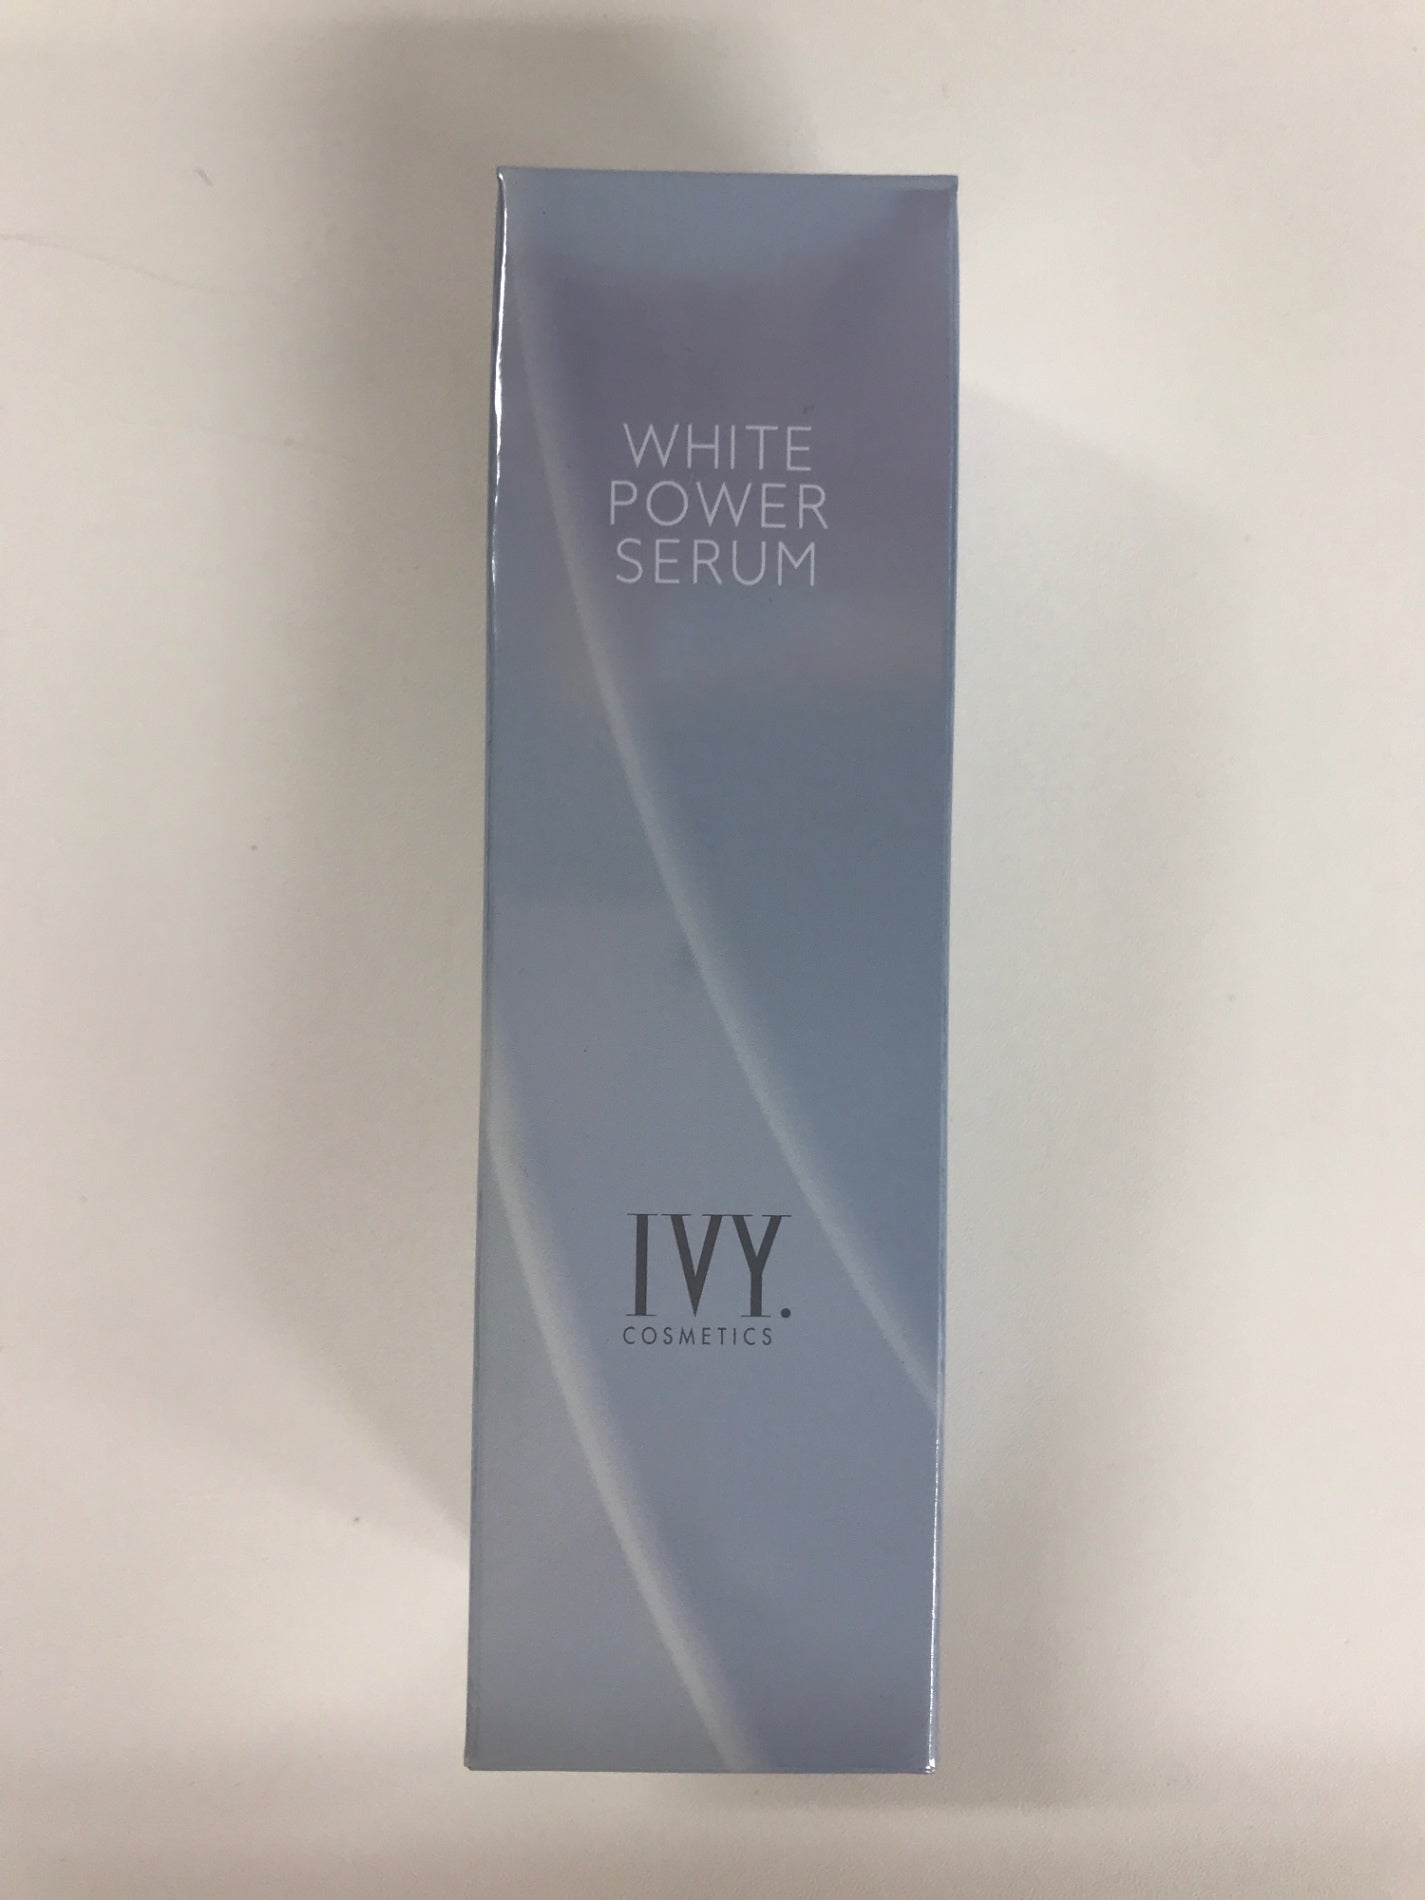 WHITE
POWER
SERUM
IVY.
COSMETICS